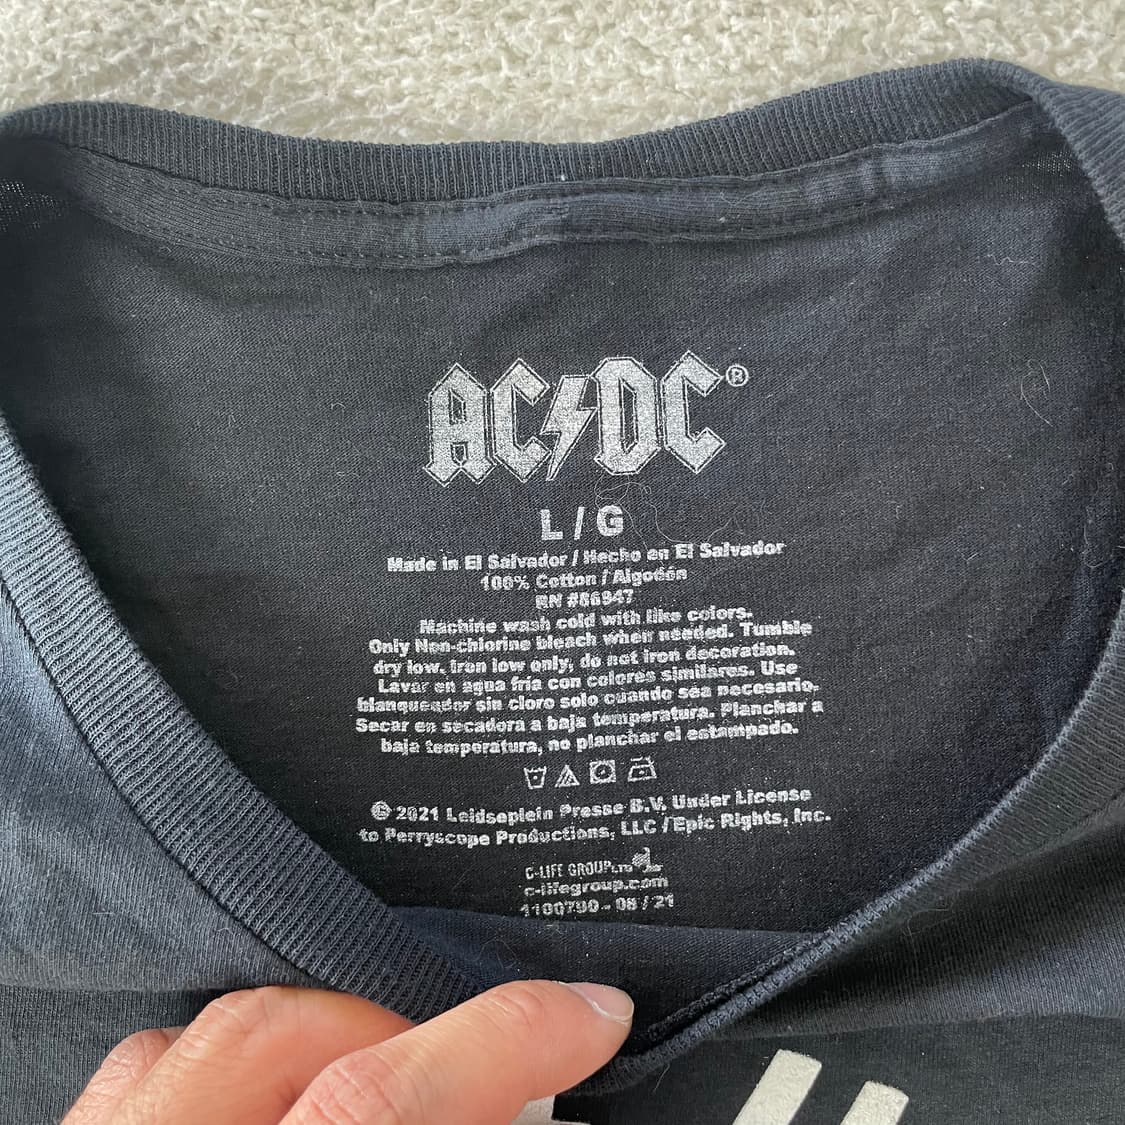 AC⚡DC®
L / G
Made in El Salvador / Hecho en El Salvador
100% Cotton / Algodón
RN #86947
Machine wash cold with like colors.
Only Non-chlorine bleach when needed. Tumble
dry low. Iron low only, do not iron decoration.
Lavar en agua fria con colores similares. Use
blanqueador sin cloro solo cuando sea necesario.
Secar en secadora a baja temperatura. Planchar a
baja temperatura, no planchar el estampado.
© 2021 Leidseplein Presse B.V. Under License
to Perryscope Productions, LLC / Epic Rights, Inc.
C-LIFE GROUP LTD
c-lifegroup.com
1100790 - 08 / 21